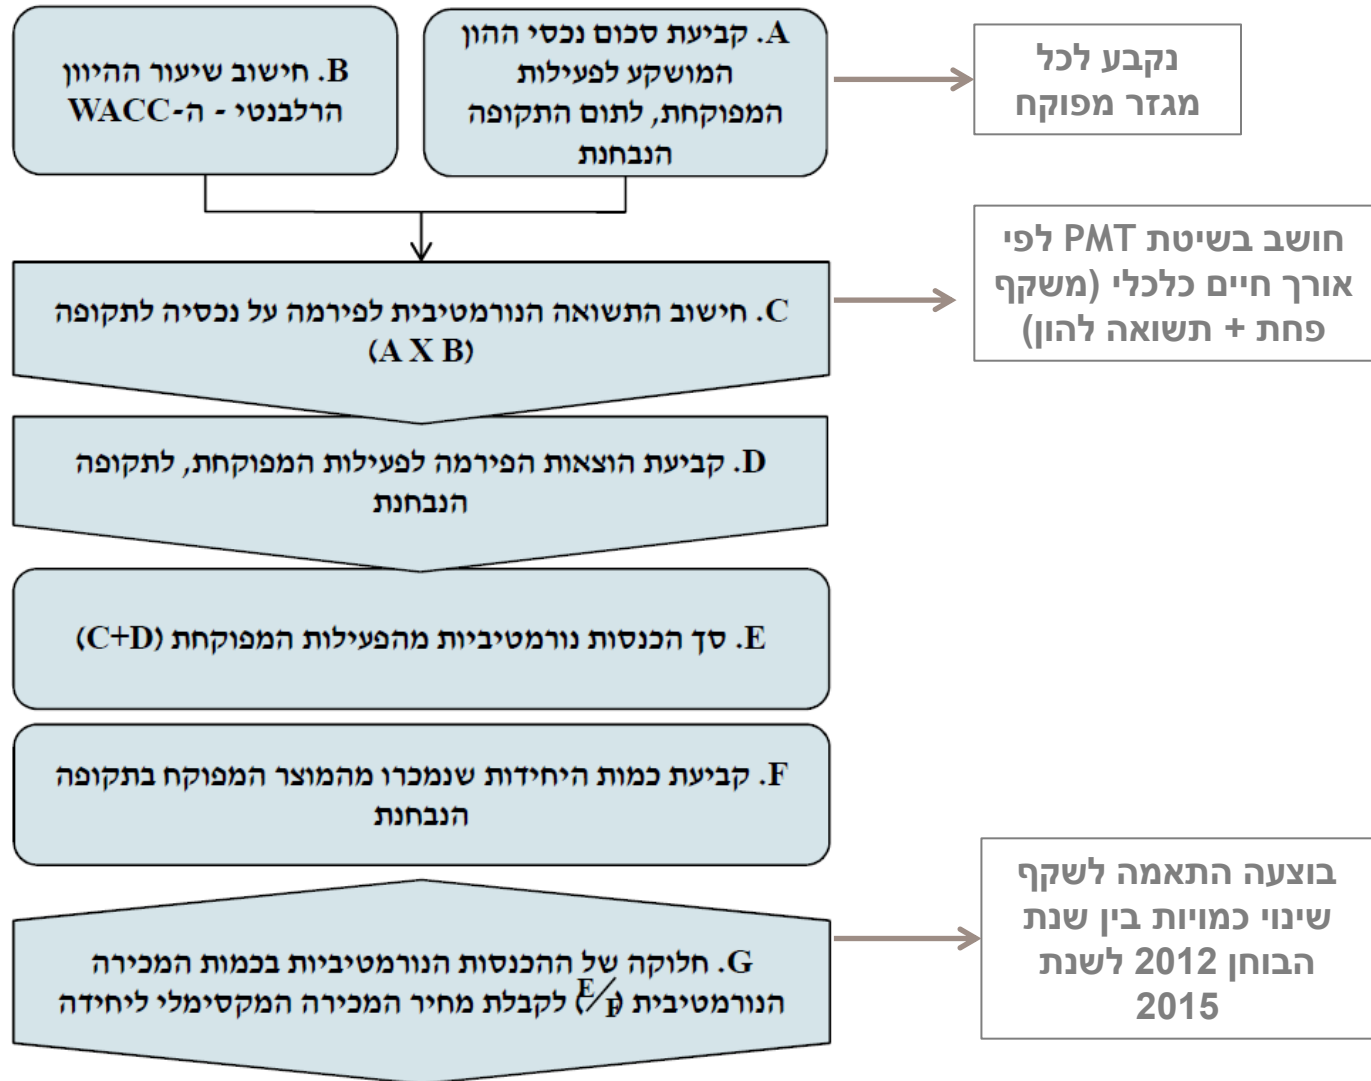 A. קביעת סכום נכסי ההון
המושקע לפעילות
המפוקחת, לתום התקופה
הנבחנת
B. חישוב שיעור ההיוון
הרלבנטי - ה-WACC
נקבע לכל
מגזר מפוקח
C. חישוב התשואה הנורמטיבית לפירמה על נכסיה לתקופה
(A X B)
חושב בשיטת PMT לפי
אורך חיים כלכלי (משקף
פחת + תשואה להון)
D. קביעת הוצאות הפירמה לפעילות המפוקחת, לתקופה
הנבחנת
E. סך הכנסות נורמטיביות מהפעילות המפוקחת (C+D)
F. קביעת כמות היחידות שנמכרו מהמוצר המפוקח בתקופה
הנבחנת
G. חלוקה של ההכנסות הנורמטיביות בכמות המכירה
הנורמטיבית (E/F) לקבלת מחיר המכירה המקסימלי ליחידה
בוצעה התאמה לשקף
שינוי כמויות בין שנת
הבוחן 2012 לשנת
2015